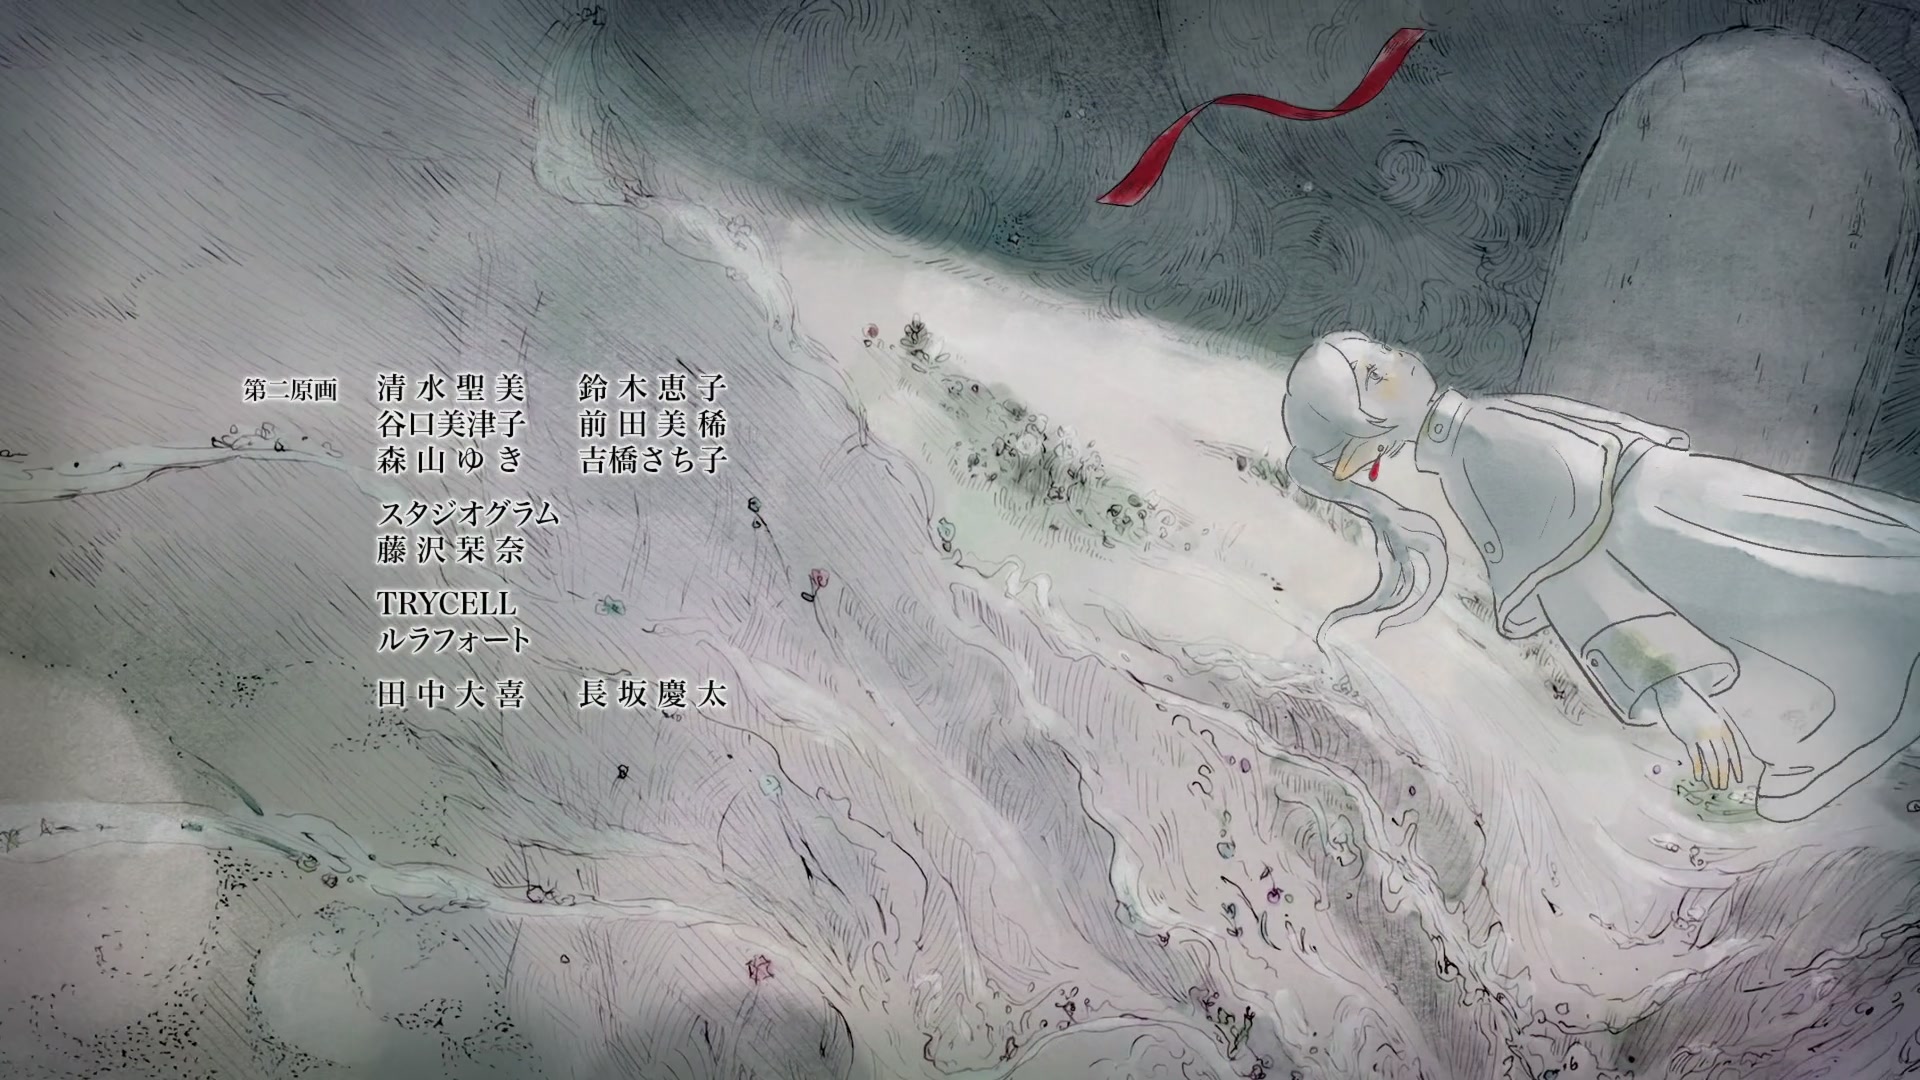 第二原画 清水聖美 鈴木恵子
谷口美津子 前田美稀
森山ゆき 吉橋さち子
スタジオグラム
藤沢栞奈
TRYCELL
ルラフォート
田中大喜 長坂慶太